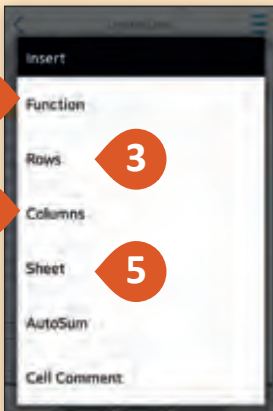 Insert
Function
Rows
3
Columns
Sheet
5
AutoSum
Cell Comment